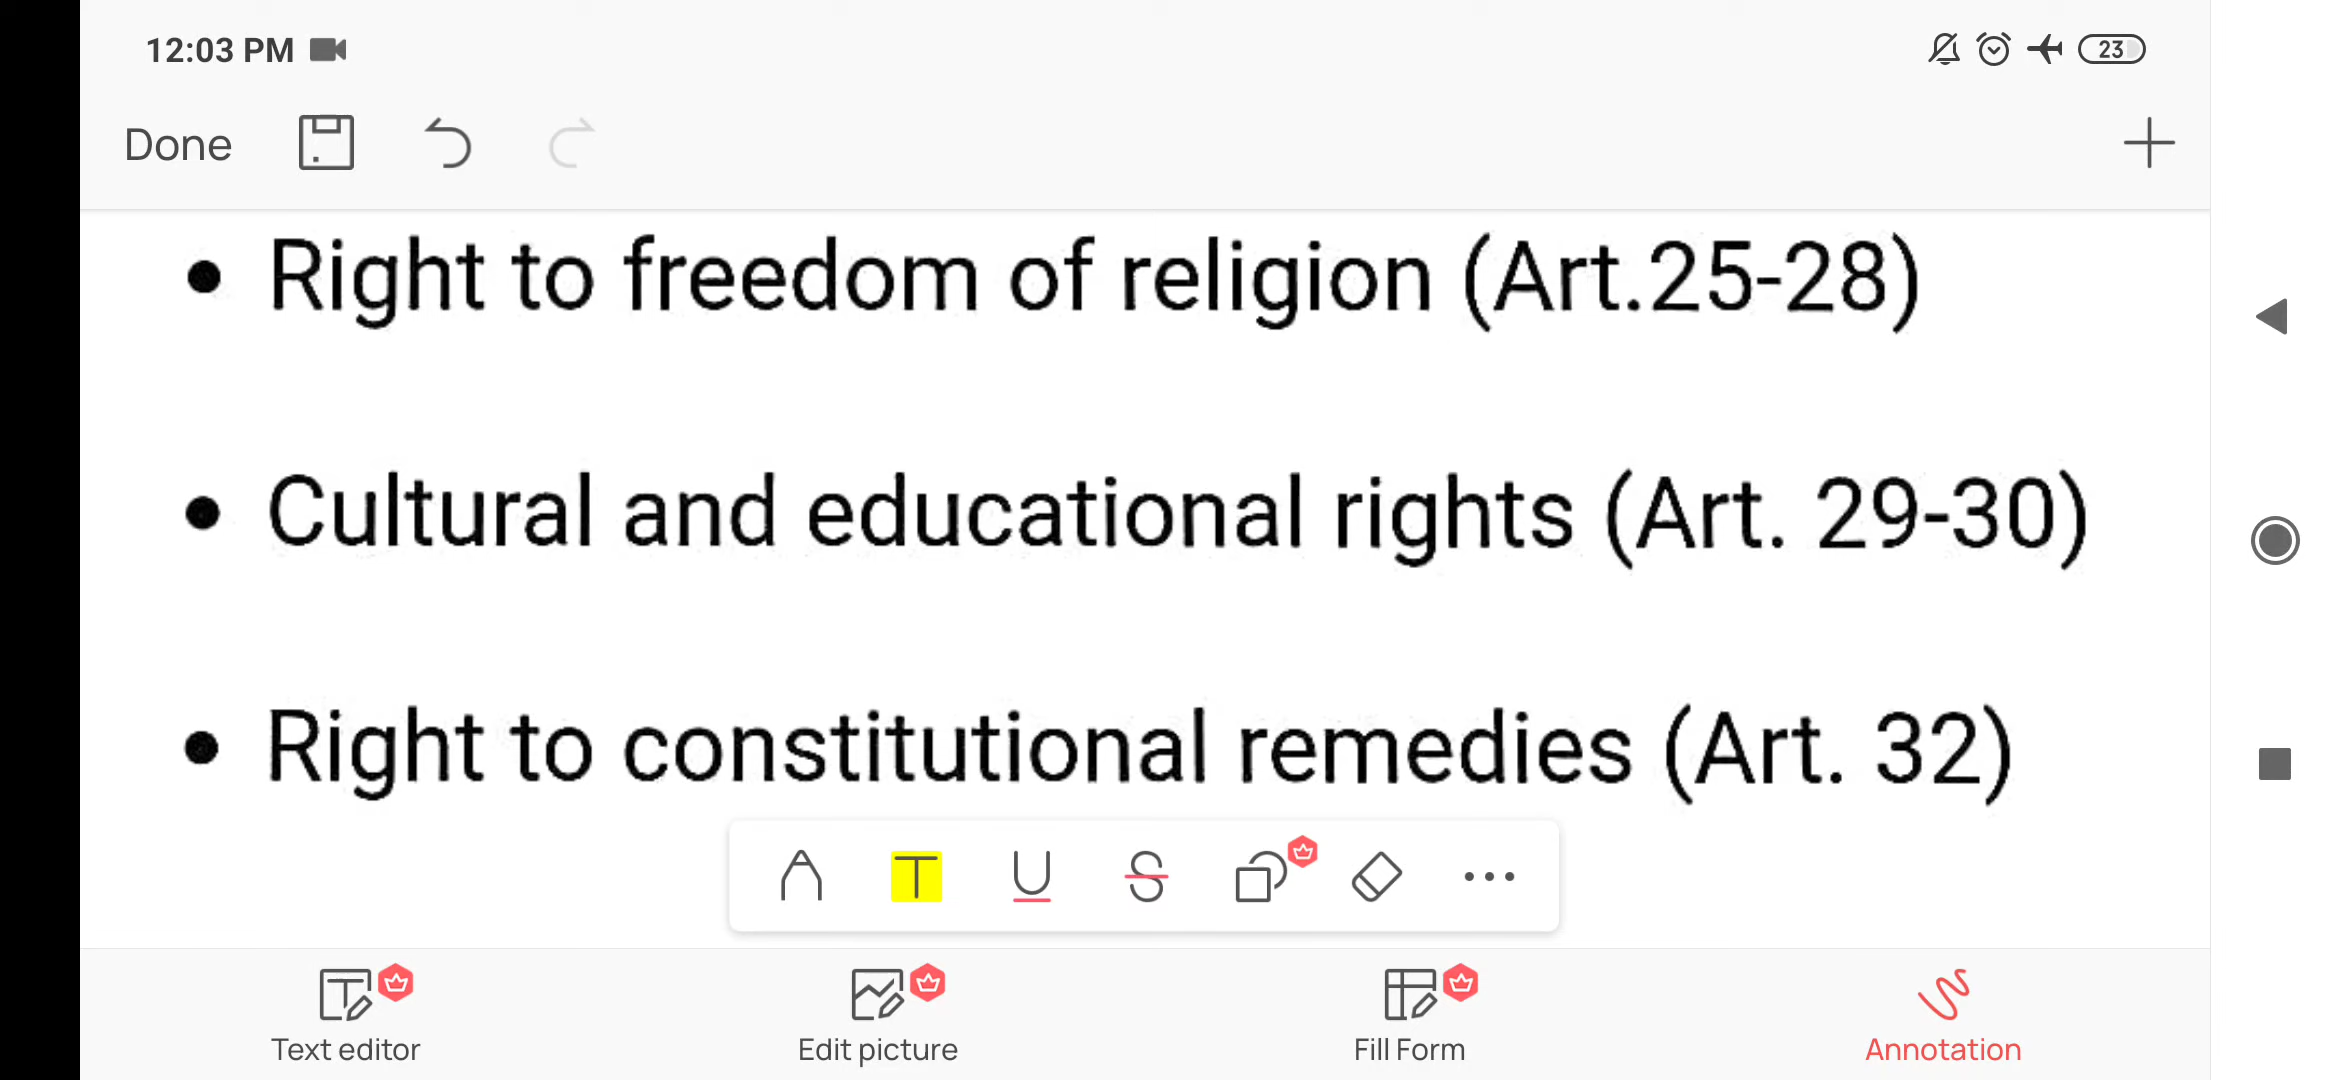 12:03 PM
23
Done
• Right to freedom of religion (Art.25-28)
• Cultural and educational rights (Art. 29-30)
• Right to constitutional remedies (Art. 32)
T U S
Text editor
Edit picture
Fill Form
Annotation